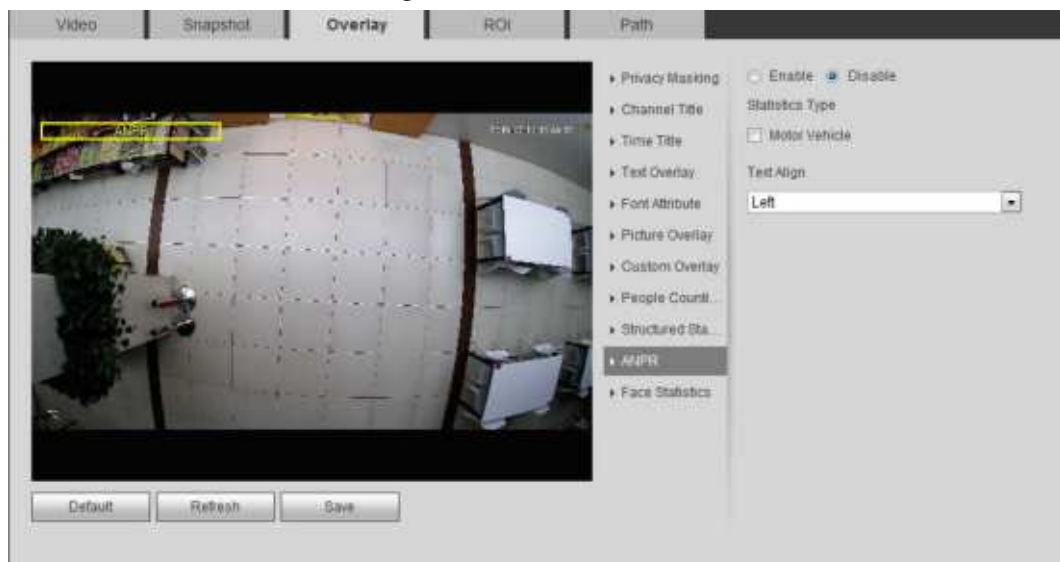 Video
Snapshot
Overlay
ROI
Path
ANPR
Privacy Masking
Channel Title
Time Title
Text Overlay
Font Attribute
Picture Overlay
Custom Overlay
People Counti...
Structured Sta...
ANPR
Face Statistics
Enable
Disable
Statistics Type
Motor Vehicle
Text Align
Left
Default
Refresh
Save